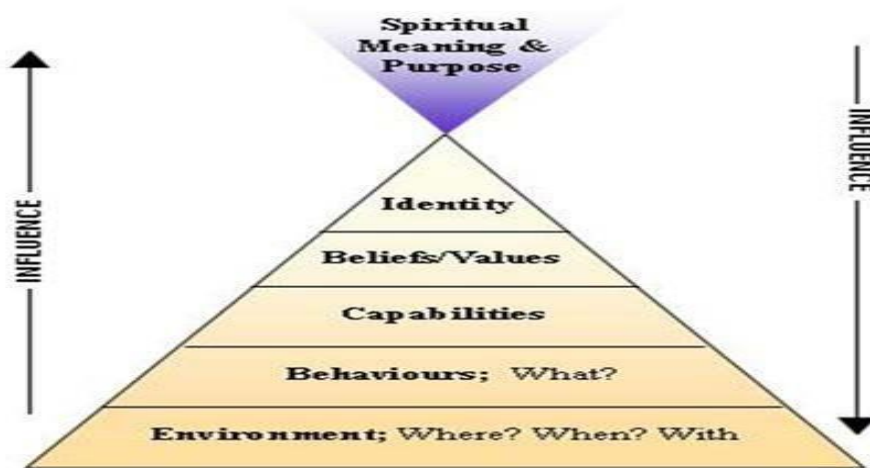 Spiritual
Meaning &
Purpose
INFLUENCE
INFLUENCE
Identity
Beliefs/Values
Capabilities
Behaviours; What?
Environment; Where? When? With